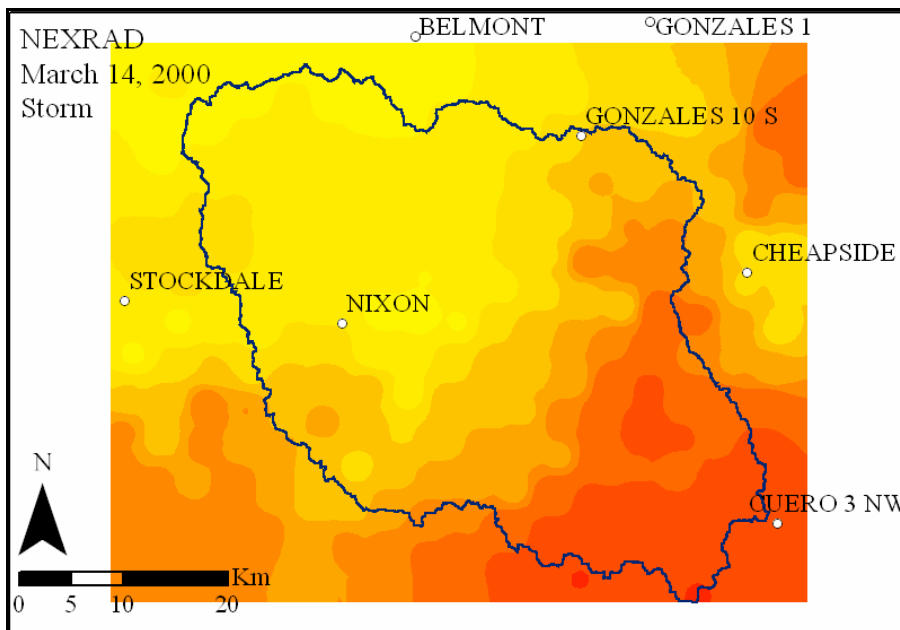 NEXRAD
March 14, 2000
Storm
BELMONT
GONZALES 1
GONZALES 10 S
CHEAPSIDE
STOCKDALE
NIXON
CUERO 3 NW
N
Km
0 5 10 20